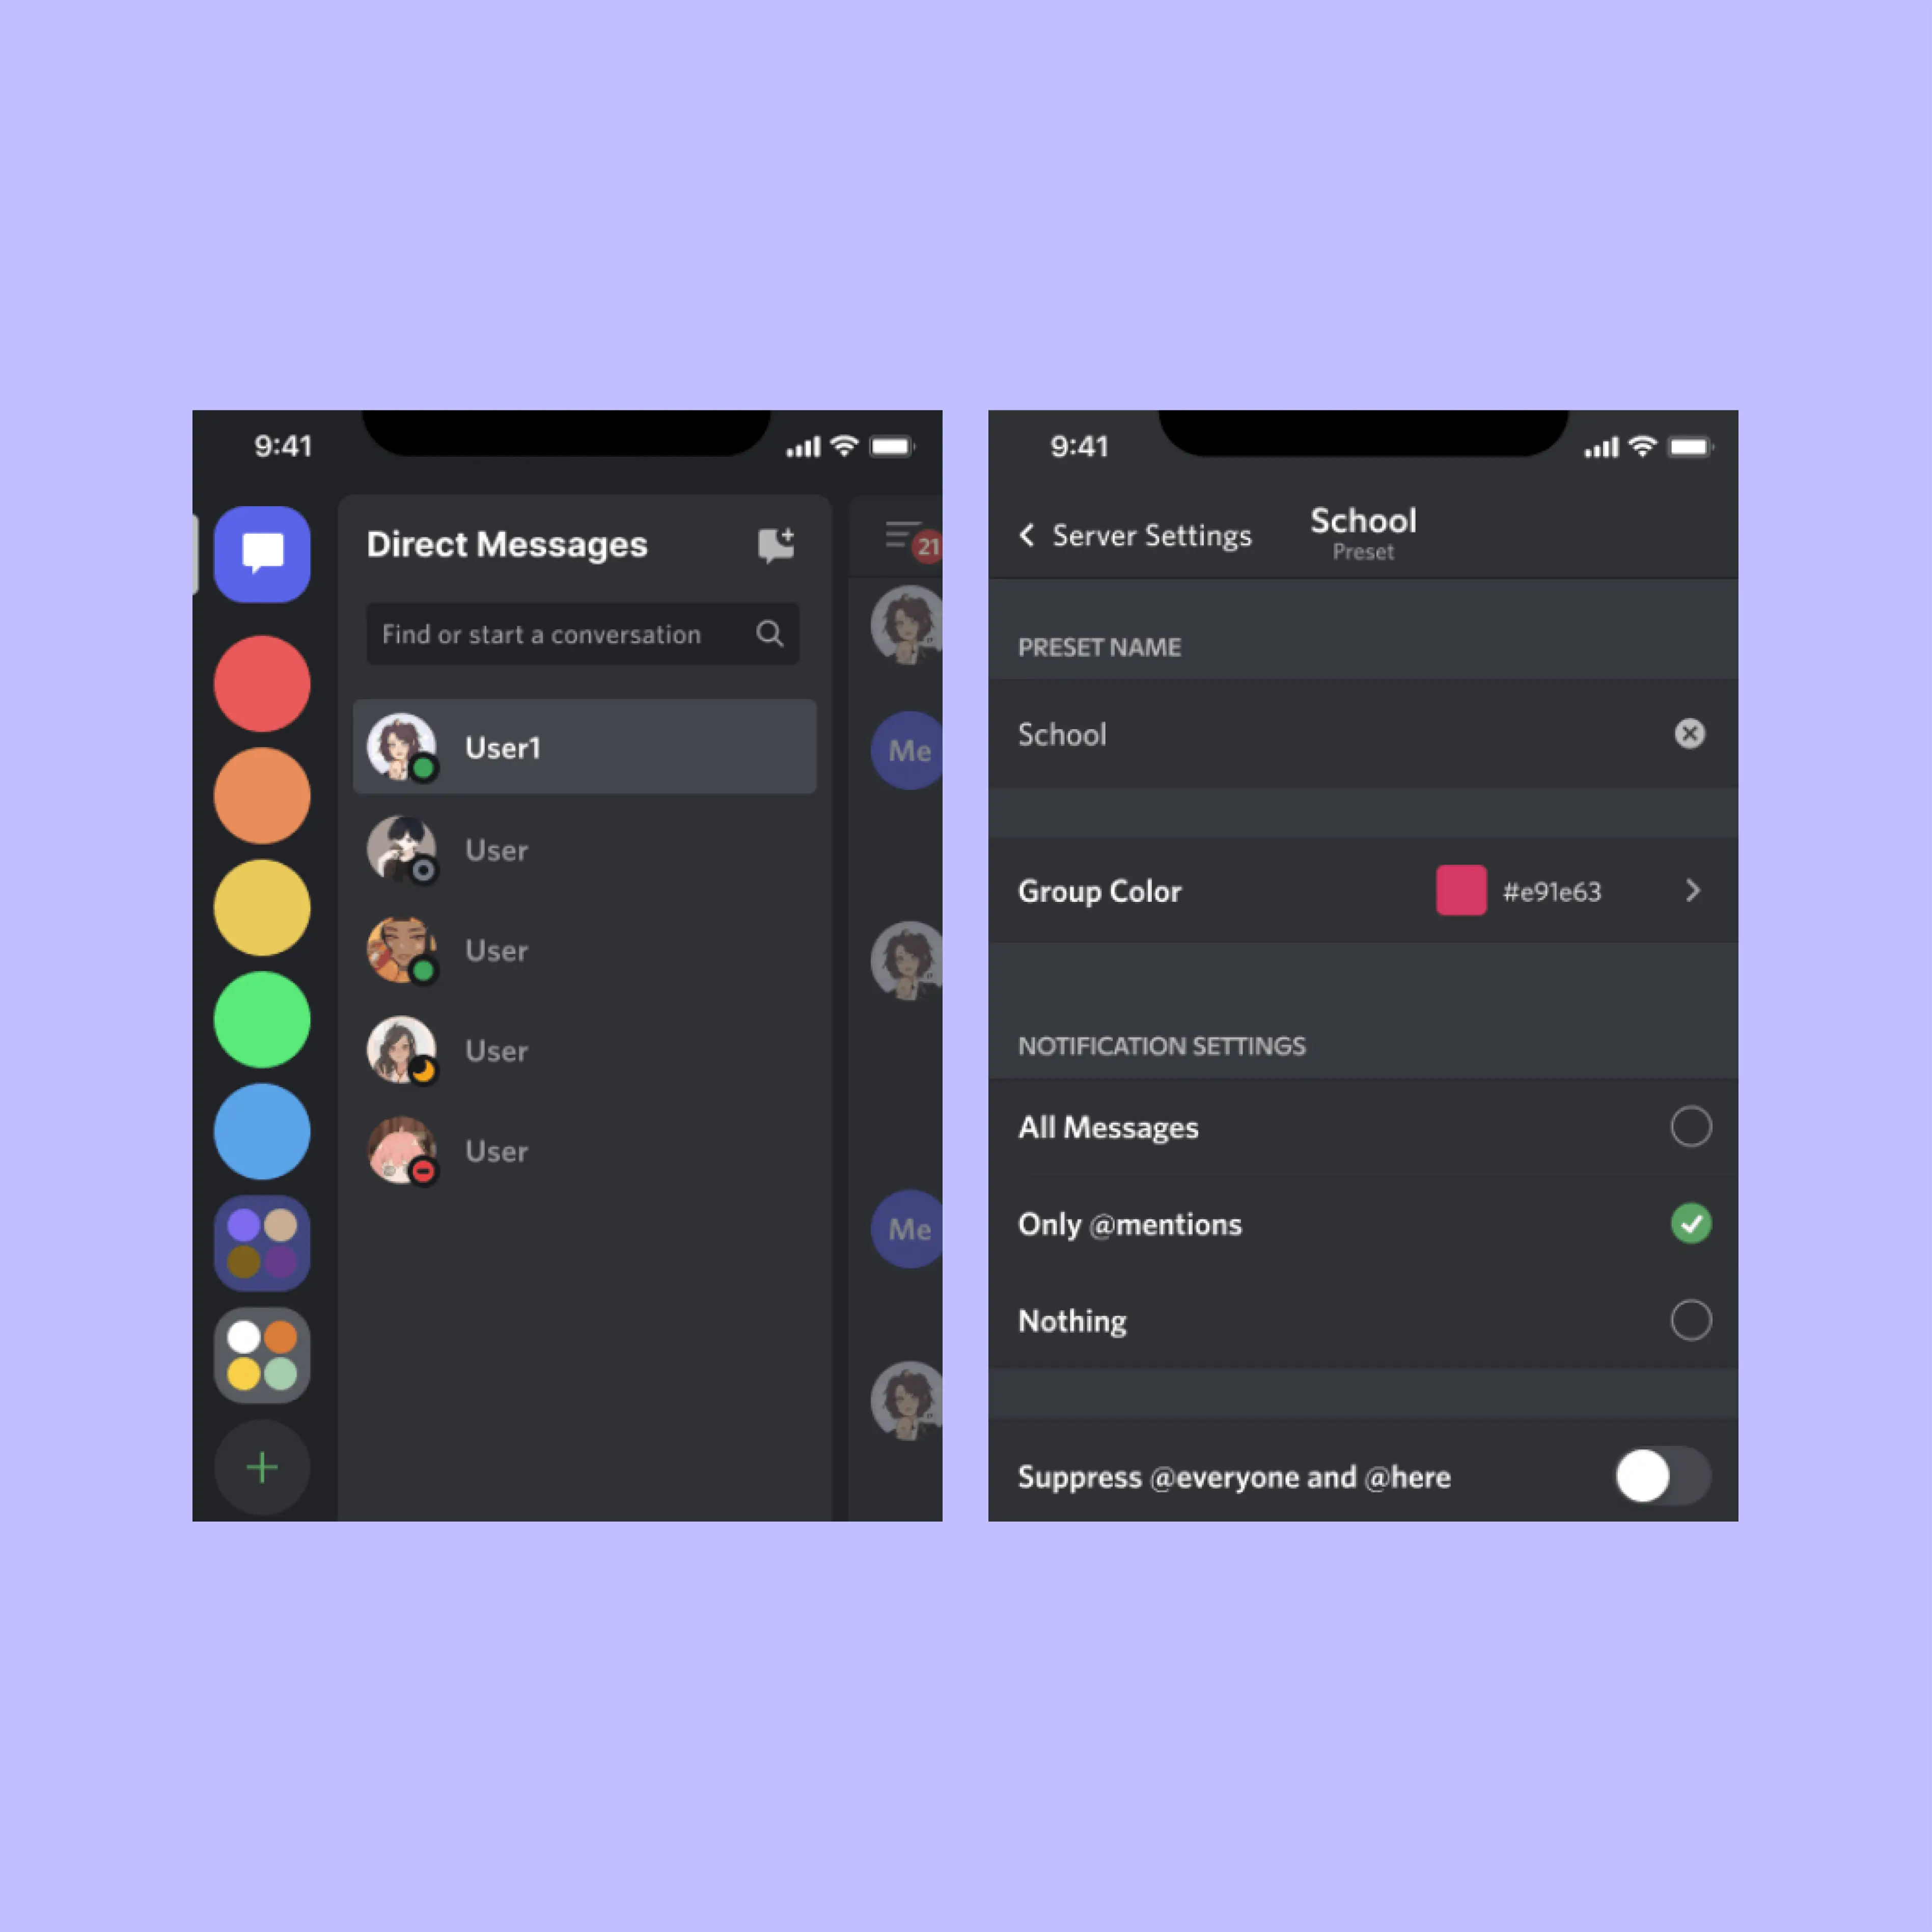 9:41
Direct Messages
21
Find or start a conversation
User1
Me
User
User
User
User
Me
9:41
Server Settings
School
Preset
PRESET NAME
School
Group Color
#e91e63
NOTIFICATION SETTINGS
All Messages
Only @mentions
Nothing
Suppress @everyone and @here